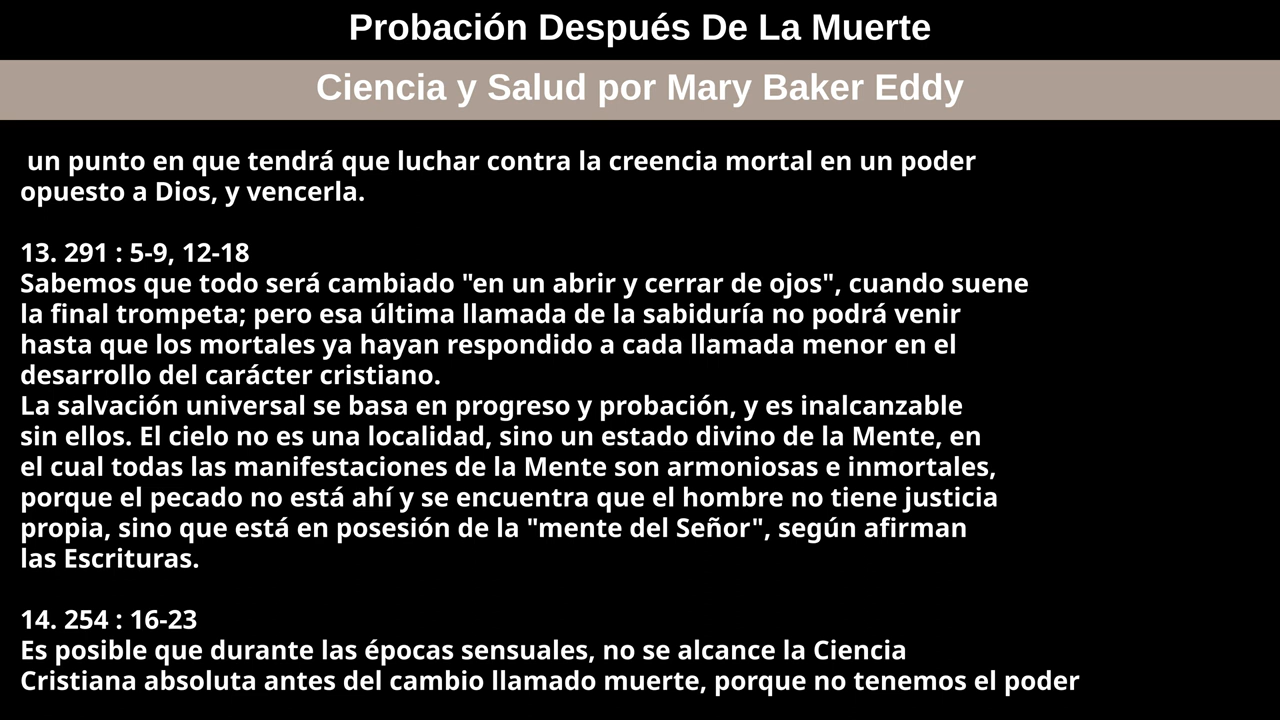 Probación Después De La Muerte
Ciencia y Salud por Mary Baker Eddy
un punto en que tendrá que luchar contra la creencia mortal en un poder
opuesto a Dios, y vencerla.
13. 291 : 5-9, 12-18
Sabemos que todo será cambiado "en un abrir y cerrar de ojos", cuando suene
la final trompeta; pero esa última llamada de la sabiduría no podrá venir
hasta que los mortales ya hayan respondido a cada llamada menor en el
desarrollo del carácter cristiano.
La salvación universal se basa en progreso y probación, y es inalcanzable
sin ellos. El cielo no es una localidad, sino un estado divino de la Mente, en
el cual todas las manifestaciones de la Mente son armoniosas e inmortales,
porque el pecado no está ahí y se encuentra que el hombre no tiene justicia
propia, sino que está en posesión de la "mente del Señor", según afirman
las Escrituras.
14. 254 : 16-23
Es posible que durante las épocas sensuales, no se alcance la Ciencia
Cristiana absoluta antes del cambio llamado muerte, porque no tenemos el poder